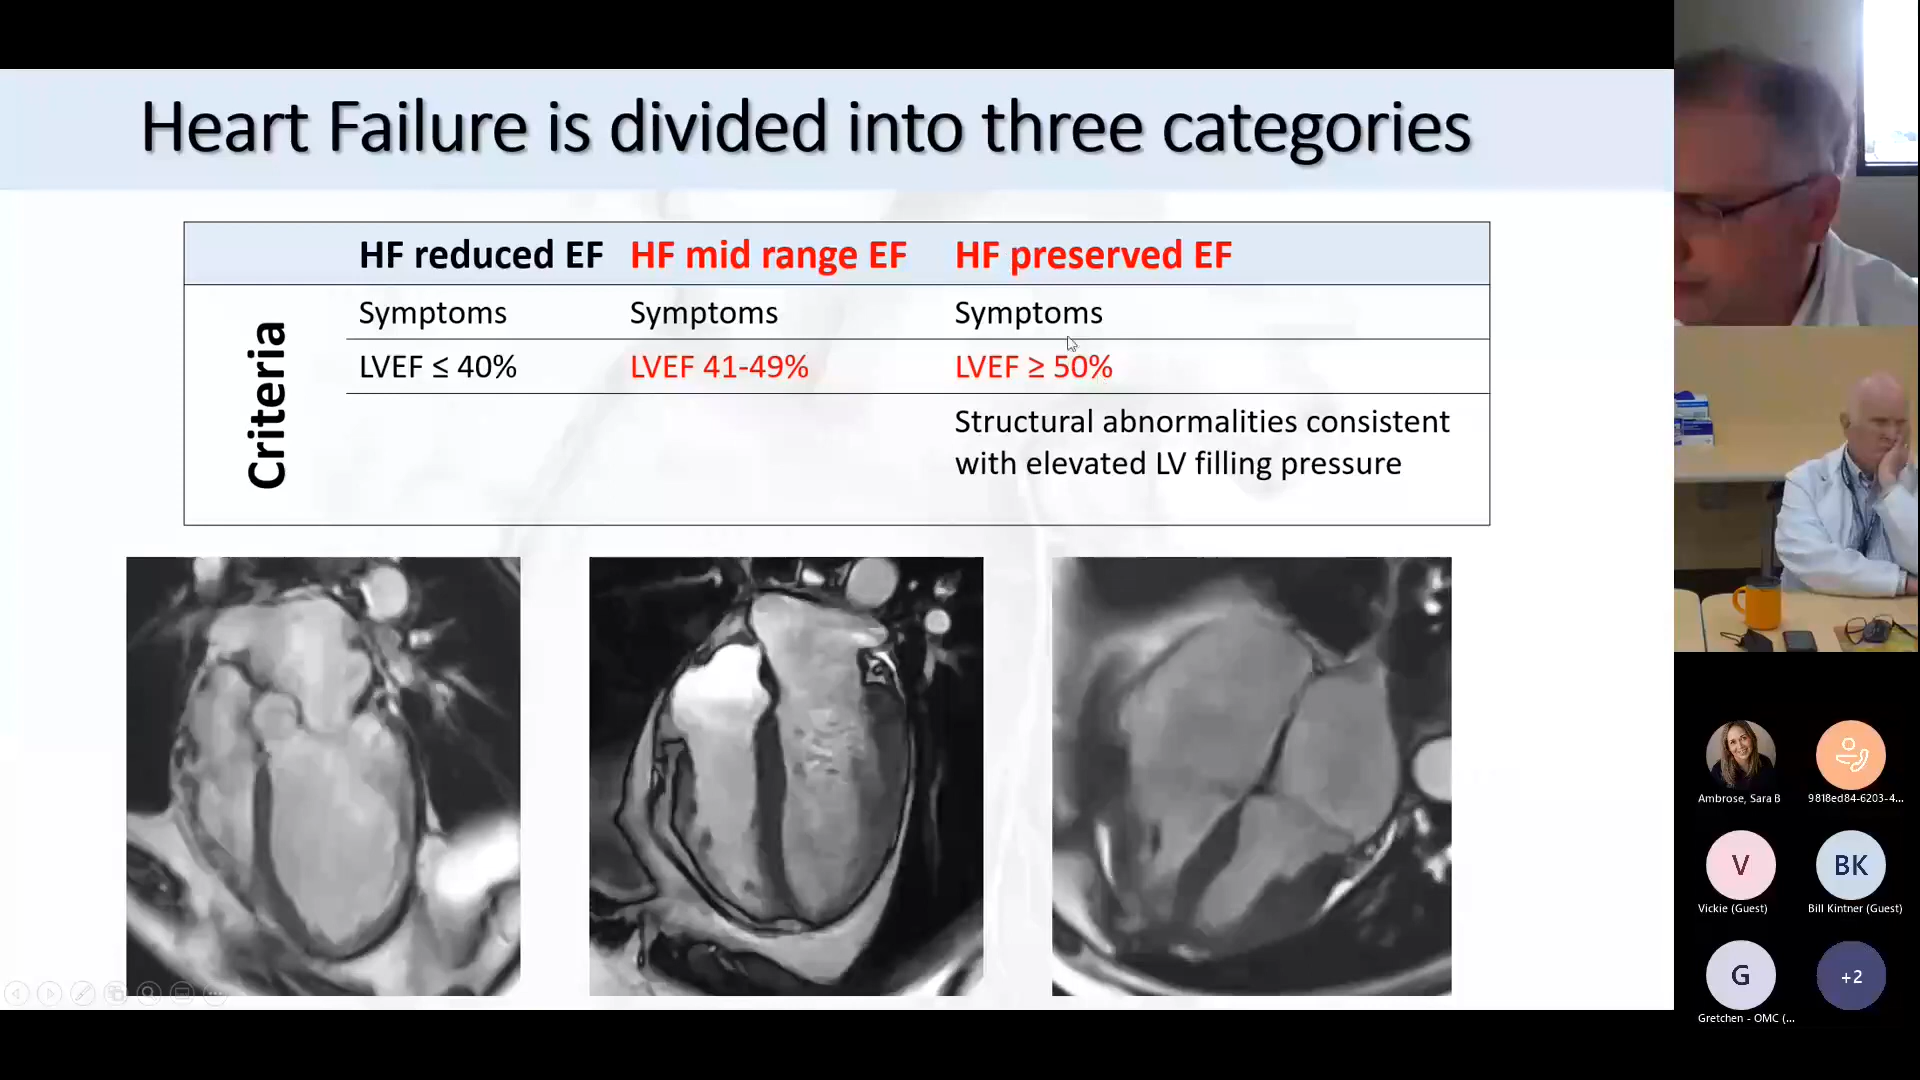 Heart Failure is divided into three categories
HF reduced EF HF mid range EF HF preserved EF
Criteria
Symptoms Symptoms Symptoms
LVEF ≤ 40% LVEF 41-49% LVEF ≥ 50%
Structural abnormalities consistent
with elevated LV filling pressure
Ambrose, Sara B
9818ed84-6203-4...
V
Vickie (Guest)
BK
Bill Kintner (Guest)
G
Gretchen - OMC (...
+2